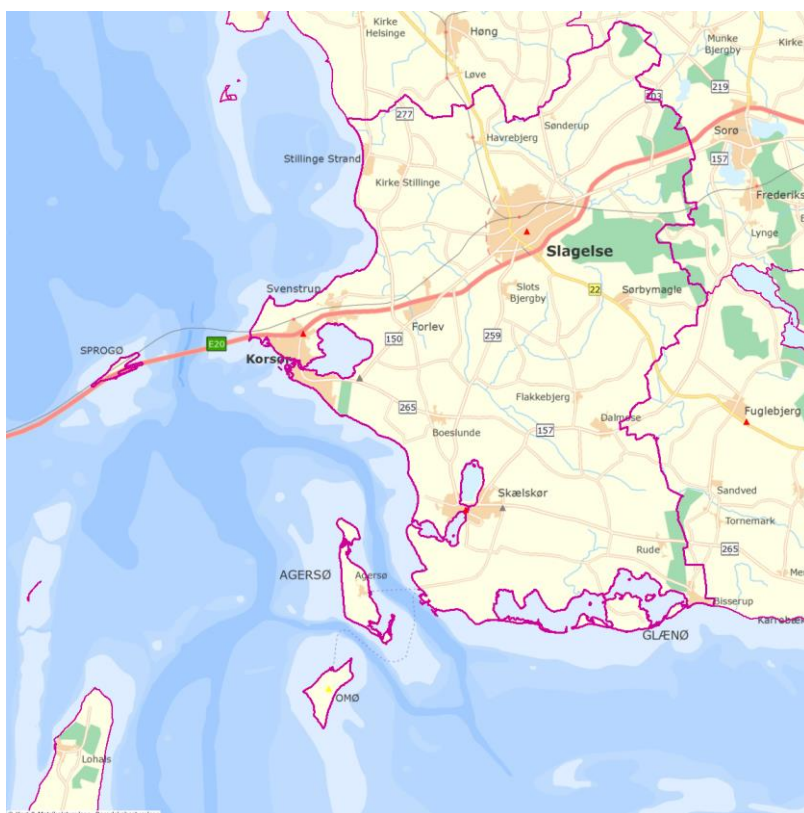 Kirke
Helsinge
Høng
Munke
Bjergby
Kirke
Løve
203
219
277
Sønderup
Sorø
Havrebjerg
Stillinge Strand
157
Kirke Stillinge
Frederiks
Lynge
Slagelse
Svenstrup
Slots
Bjergby
22
Sørbymagle
Forlev
SPROGØ
E20
150
259
Korsør
265
Flakkebjerg
Fuglebjerg
Boeslunde
157
Dalmose
Skælskør
Sandved
Tornemark
Rude
265
AGERSØ
Agersø
Bisserup
GLÆNØ
OMØ
Lohals